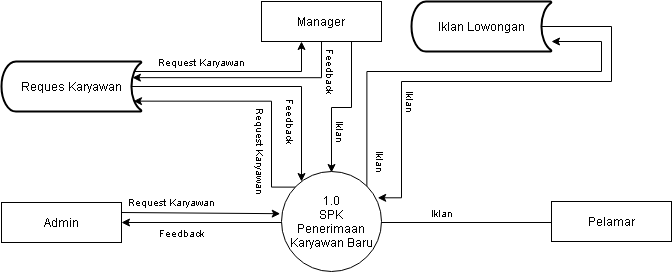 Manager
Iklan Lowongan
Request Karyawan
Reques Karyawan
Feedback
Feedback
Request Karyawan
Iklan
Iklan
Iklan
1.0
SPK
Penerimaan
Karyawan Baru
Request Karyawan
Admin
Feedback
Iklan
Pelamar